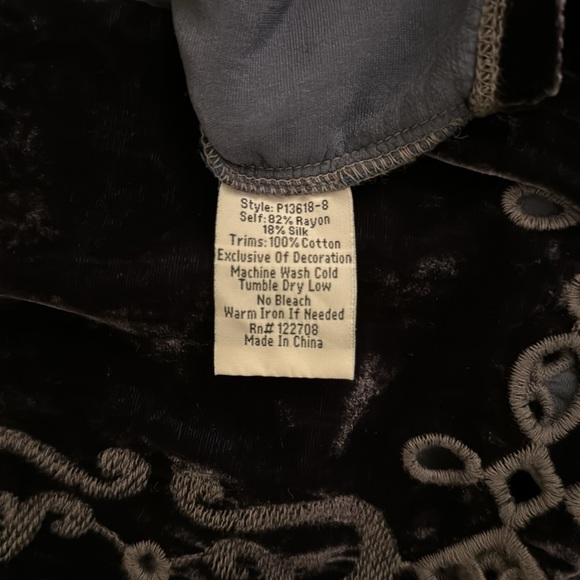 Style: P13618-8
Self: 82% Rayon
18% Silk
Trims: 100% Cotton
Exclusive Of Decoration
Machine Wash Cold
Tumble Dry Low
No Bleach
Warm Iron If Needed
Rn# 122708
Made In China